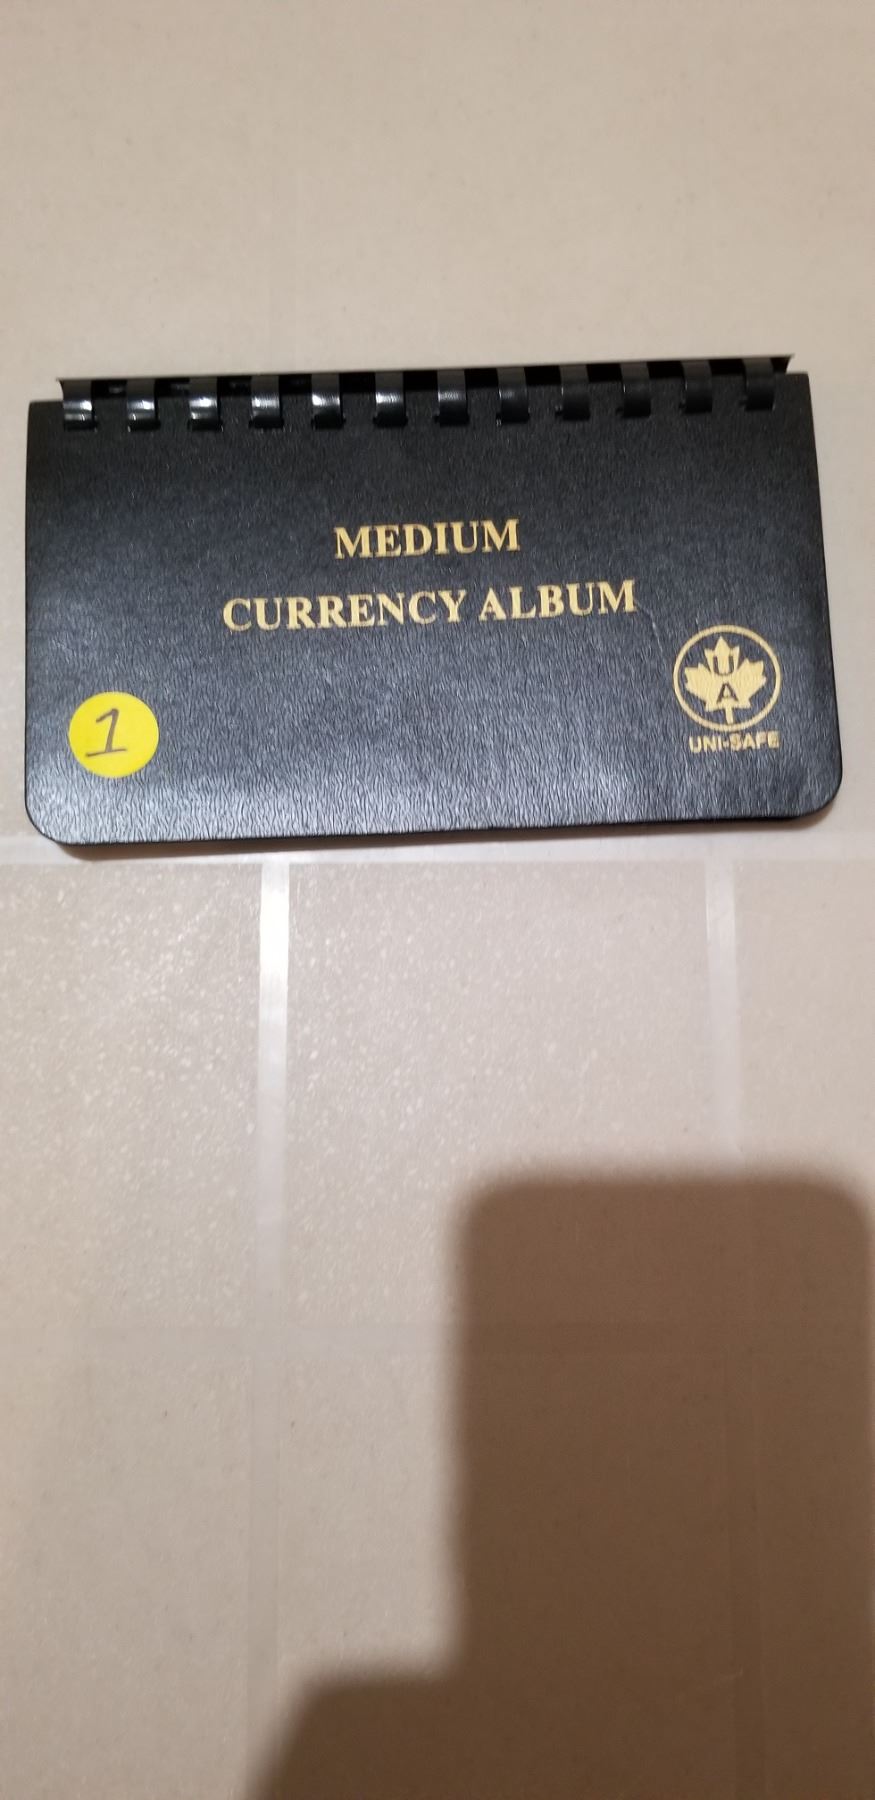 MEDIUM
CURRENCY ALBUM
U
A
UNI-SAFE
1